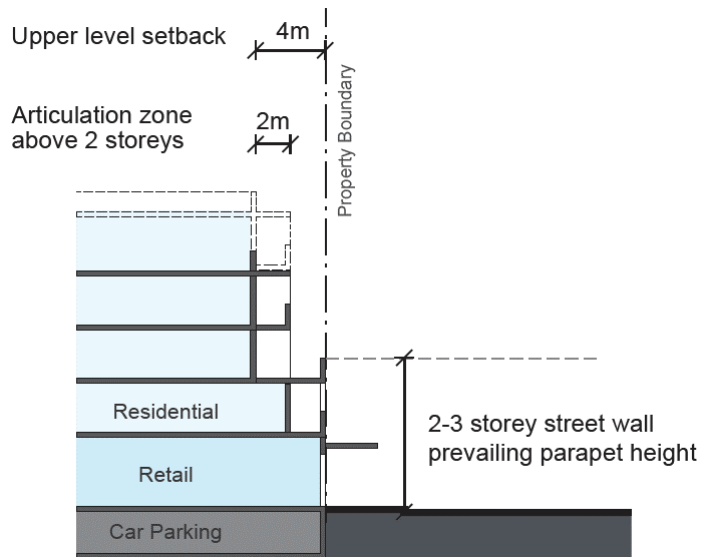 Upper level setback
4m
Articulation zone
above 2 storeys
2m
Property Boundary
Residential
Retail
Car Parking
2-3 storey street wall
prevailing parapet height